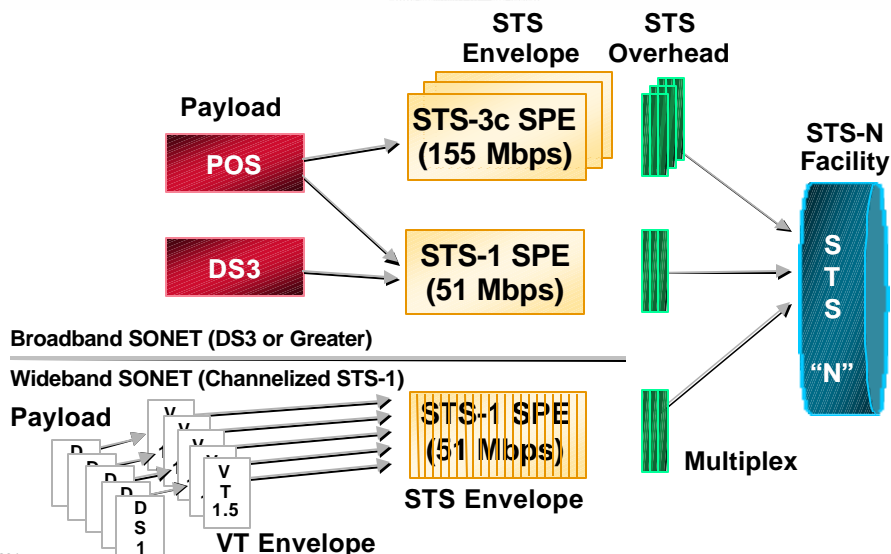 STS
Envelope
STS
Overhead
Payload
POS
STS-3c SPE
(155 Mbps)
STS-N
Facility
DS3
STS-1 SPE
(51 Mbps)
S
T
S
“N”
Broadband SONET (DS3 or Greater)
Wideband SONET (Channelized STS-1)
Payload
V
V
V
V
V
T
1.5
D
D
D
D
D
S
1
STS-1 SPE
(51 Mbps)
STS Envelope
Multiplex
VT Envelope